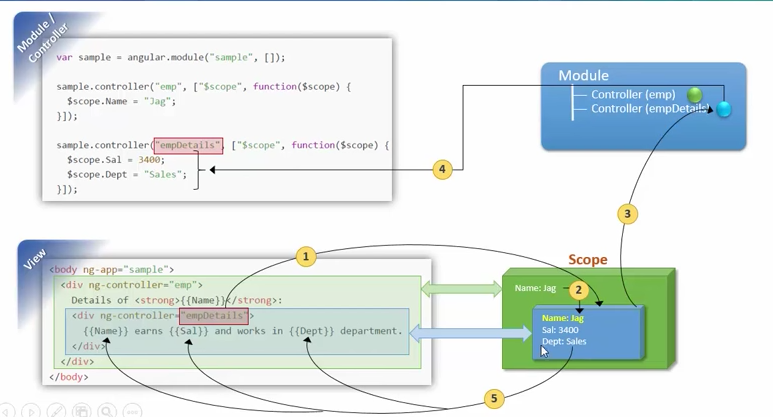 Module /
Controller
var sample = angular.module("sample", []);
sample.controller("emp", ["$scope", function($scope) {
$scope.Name = "Jag";
}]);
sample.controller("empDetails", ["$scope", function($scope) {
$scope.Sal = 3400;
$scope.Dept = "Sales";
}]);
Module
Controller (emp)
Controller (empDetails)
4
3
View
1
<body ng-app="sample">
<div ng-controller="emp">
Details of <strong>{{Name}}</strong>:
<div ng-controller="empDetails">
{{Name}} earns {{Sal}} and works in {{Dept}} department.
</div>
</div>
</body>
Scope
Name: Jag
2
Name: Jag
Sal: 3400
Dept: Sales
5